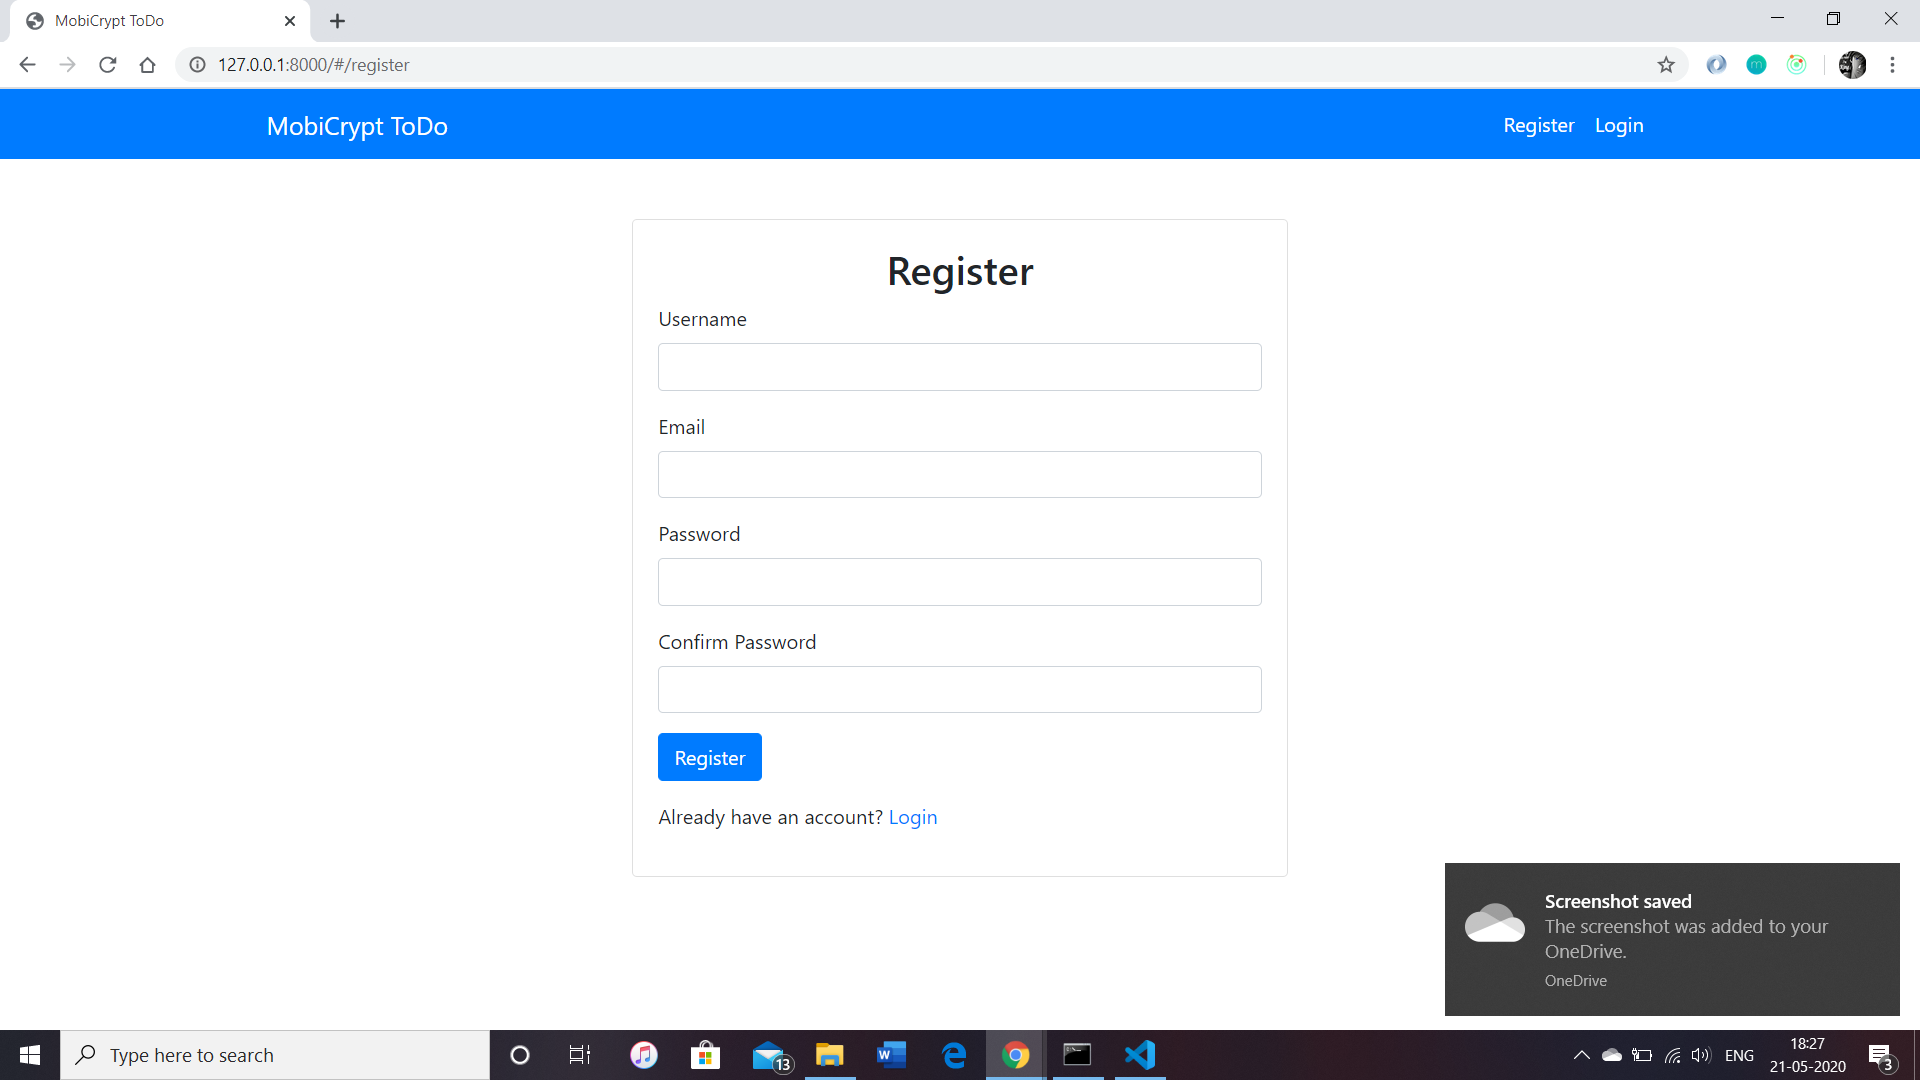 MobiCrypt ToDo
127.0.0.1:8000/#/register
MobiCrypt ToDo
Register Login
Register
Username
Email
Password
Confirm Password
Register
Already have an account? Login
Screenshot saved
The screenshot was added to your
OneDrive.
OneDrive
Type here to search
13
ENG
18:27
21-05-2020
3